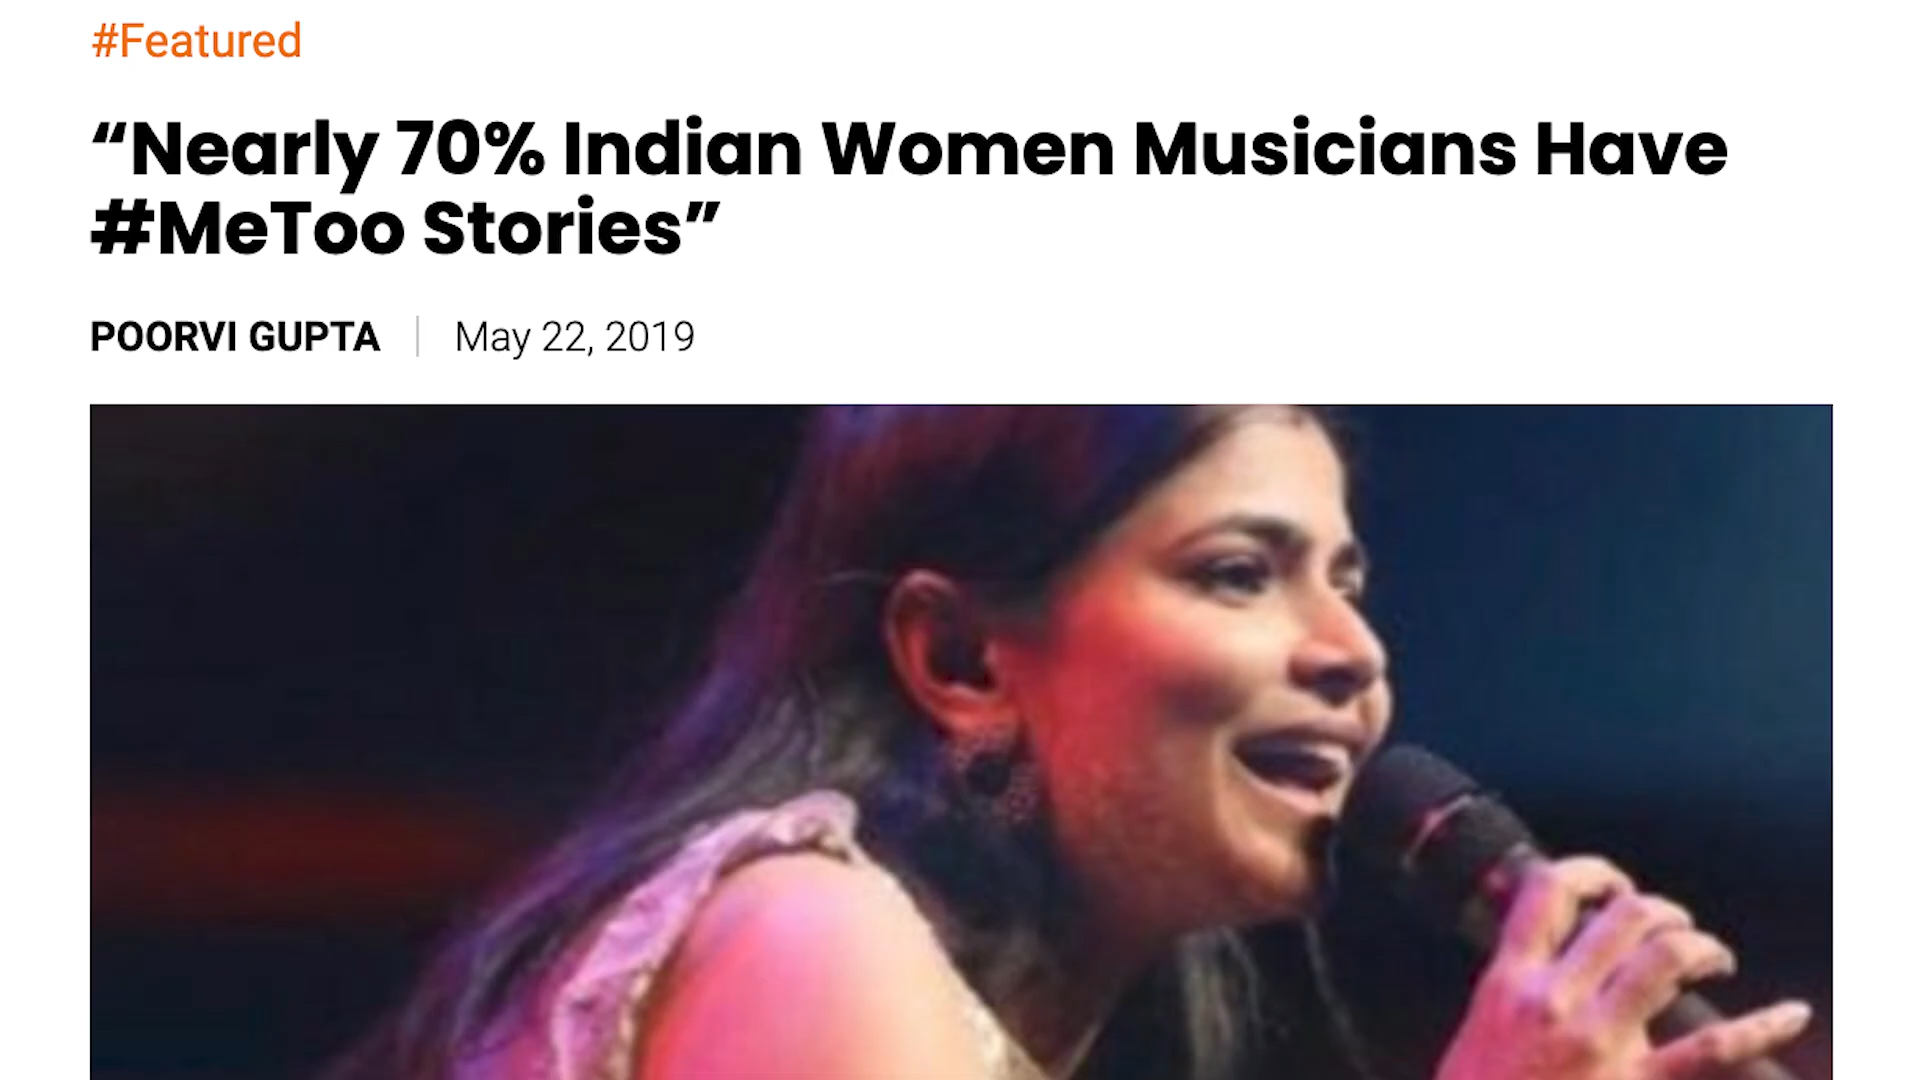 #Featured
“Nearly 70% Indian Women Musicians Have
#MeToo Stories”
POORVI GUPTA | May 22, 2019